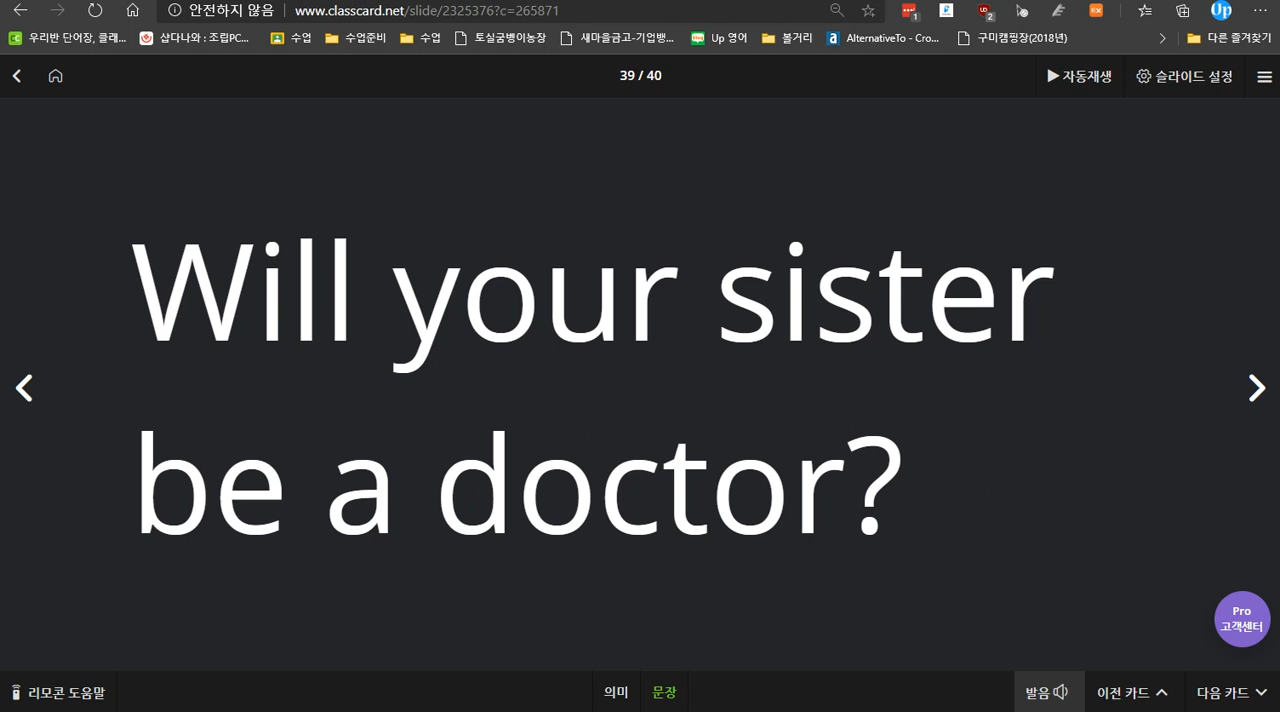 안전하지 않음 | www.classcard.net/slide/2325376?c=265871
우리반 단어장, 클래... 샵다나와 : 조립PC... 수업 수업준비 수업 토실굼벵이농장 새마을금고-기업뱅... Up 영어 볼거리 AlternativeTo - Cro... 구미캠핑장(2018년) 다른 즐겨찾기
39 / 40 자동재생 슬라이드 설정
Will your sister
be a doctor?
Pro
고객센터
리모콘 도움말 의미 문장 발음 이전 카드 다음 카드